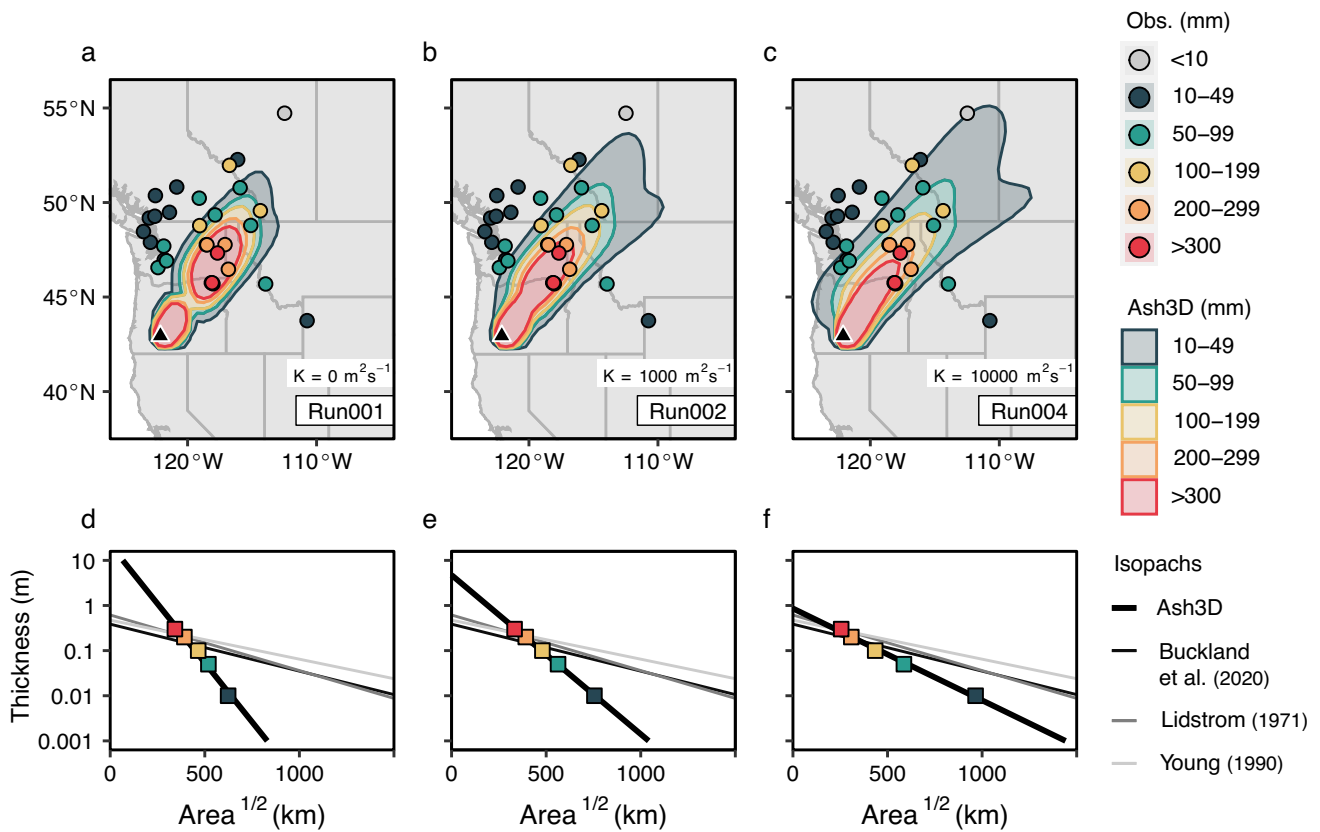 a
b
c
55°N
50°N
45°N
40°N
K = 0 m²s⁻¹
Run001
K = 1000 m²s⁻¹
Run002
K = 10000 m²s⁻¹
Run004
120°W 110°W
120°W 110°W
120°W 110°W
Obs. (mm)
<10
10–49
50–99
100–199
200–299
>300
Ash3D (mm)
10–49
50–99
100–199
200–299
>300
d
e
f
Thickness (m)
10
1
0.1
0.01
0.001
0 500 1000
0 500 1000
0 500 1000
Area 1/2 (km)
Area 1/2 (km)
Area 1/2 (km)
Isopachs
Ash3D
Buckland
et al. (2020)
Lidstrom (1971)
Young (1990)